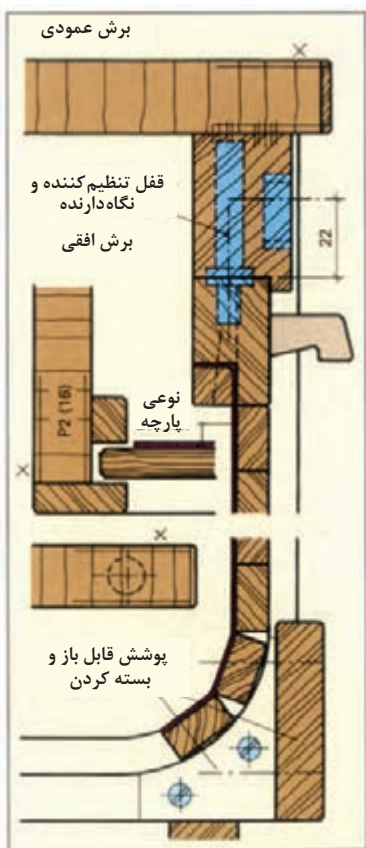 برش عمودی
قفل تنظیم‌کننده و
نگاه‌دارنده
برش افقی
22
نوعی
پارچه
P2 (16)
پوشش قابل باز و
بسته کردن